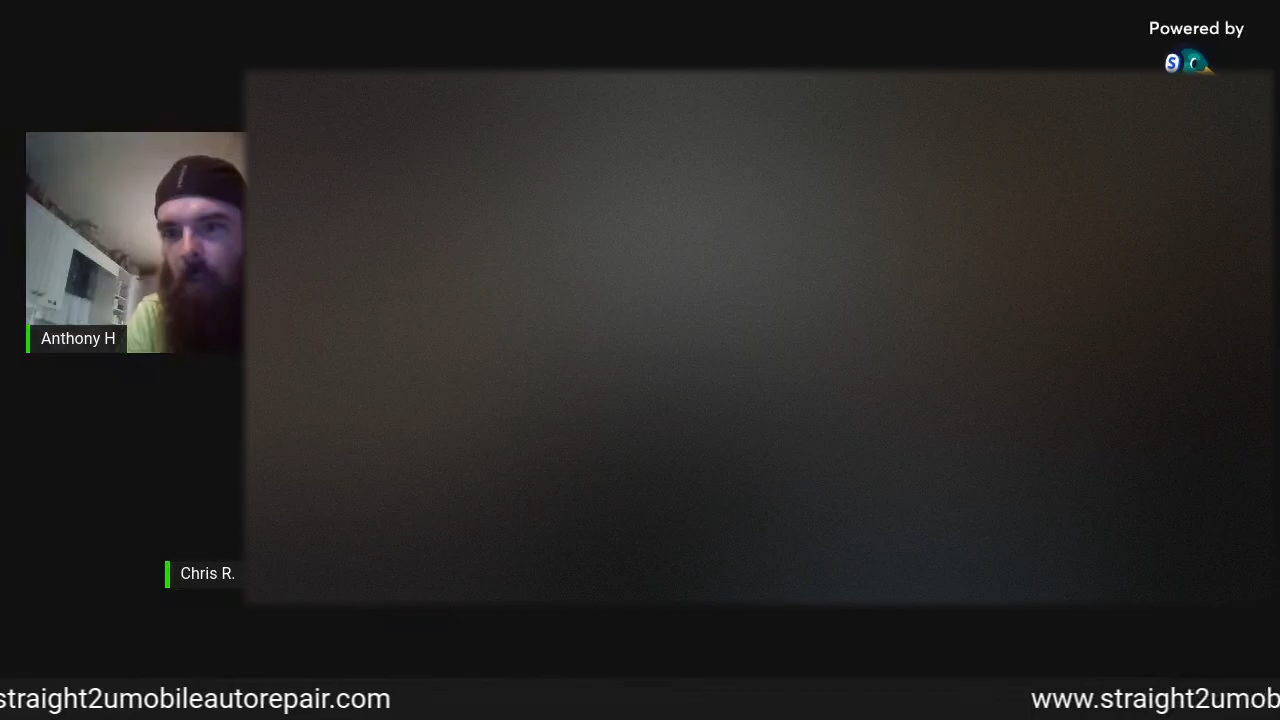 Powered by
S
Anthony H
Chris R.
straight2umobileautorepair.com
www.straight2umob